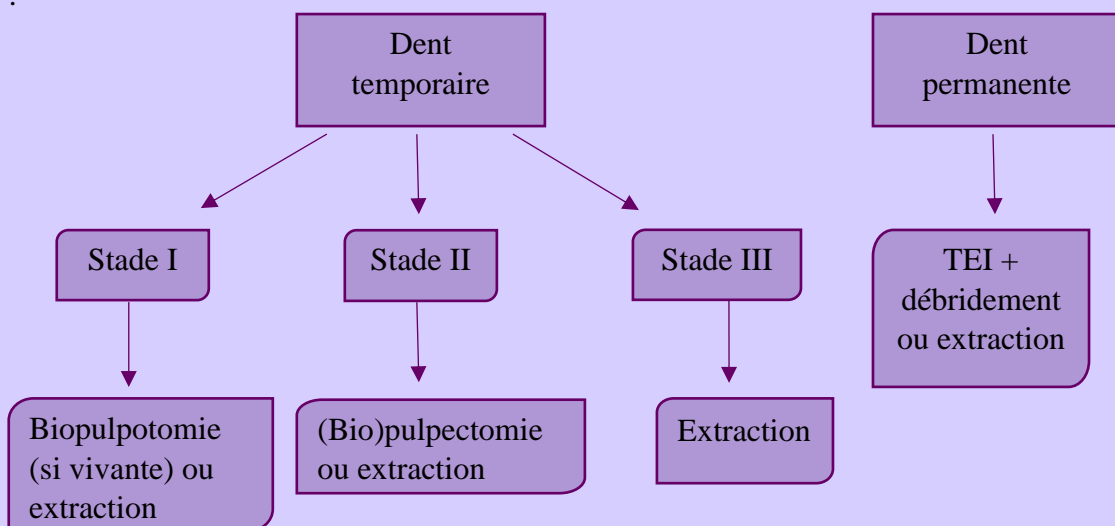 .
Dent
temporaire
Dent
permanente
Stade I
Stade II
Stade III
TEI +
débridement
ou extraction
Biopulpotomie
(si vivante) ou
extraction
(Bio)pulpectomie
ou extraction
Extraction